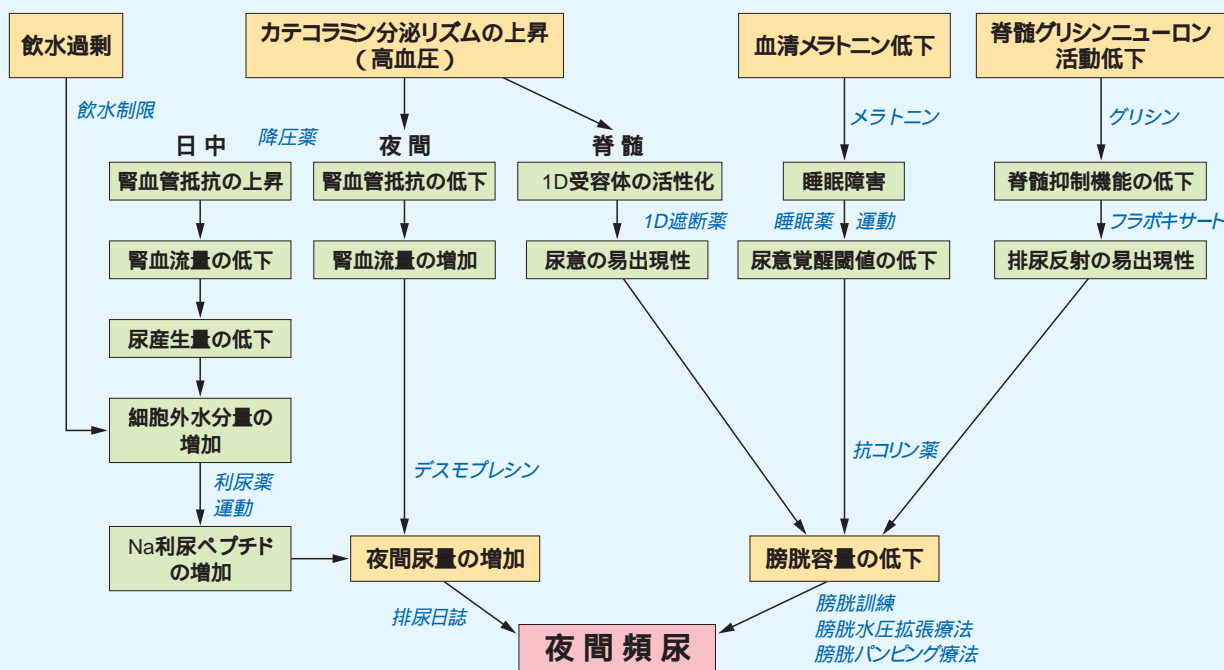 飲水過剰
カテコラミン分泌リズムの上昇
（高血圧）
血清メラトニン低下
脊髄グリシンニューロン
活動低下
飲水制限
降圧薬
メラトニン
グリシン
日中
夜間
脊髄
腎血管抵抗の上昇
腎血管抵抗の低下
1D受容体の活性化
睡眠障害
脊髄抑制機能の低下
1D遮断薬
睡眠薬
運動
フラボキサート
腎血流量の低下
腎血流量の増加
尿意の易出現性
尿意覚醒閾値の低下
排尿反射の易出現性
尿産生量の低下
細胞外水分量の
増加
利尿薬
運動
デスモプレシン
抗コリン薬
Na利尿ペプチド
の増加
夜間尿量の増加
膀胱容量の低下
排尿日誌
膀胱訓練
膀胱水圧拡張療法
膀胱パンピング療法
夜間頻尿